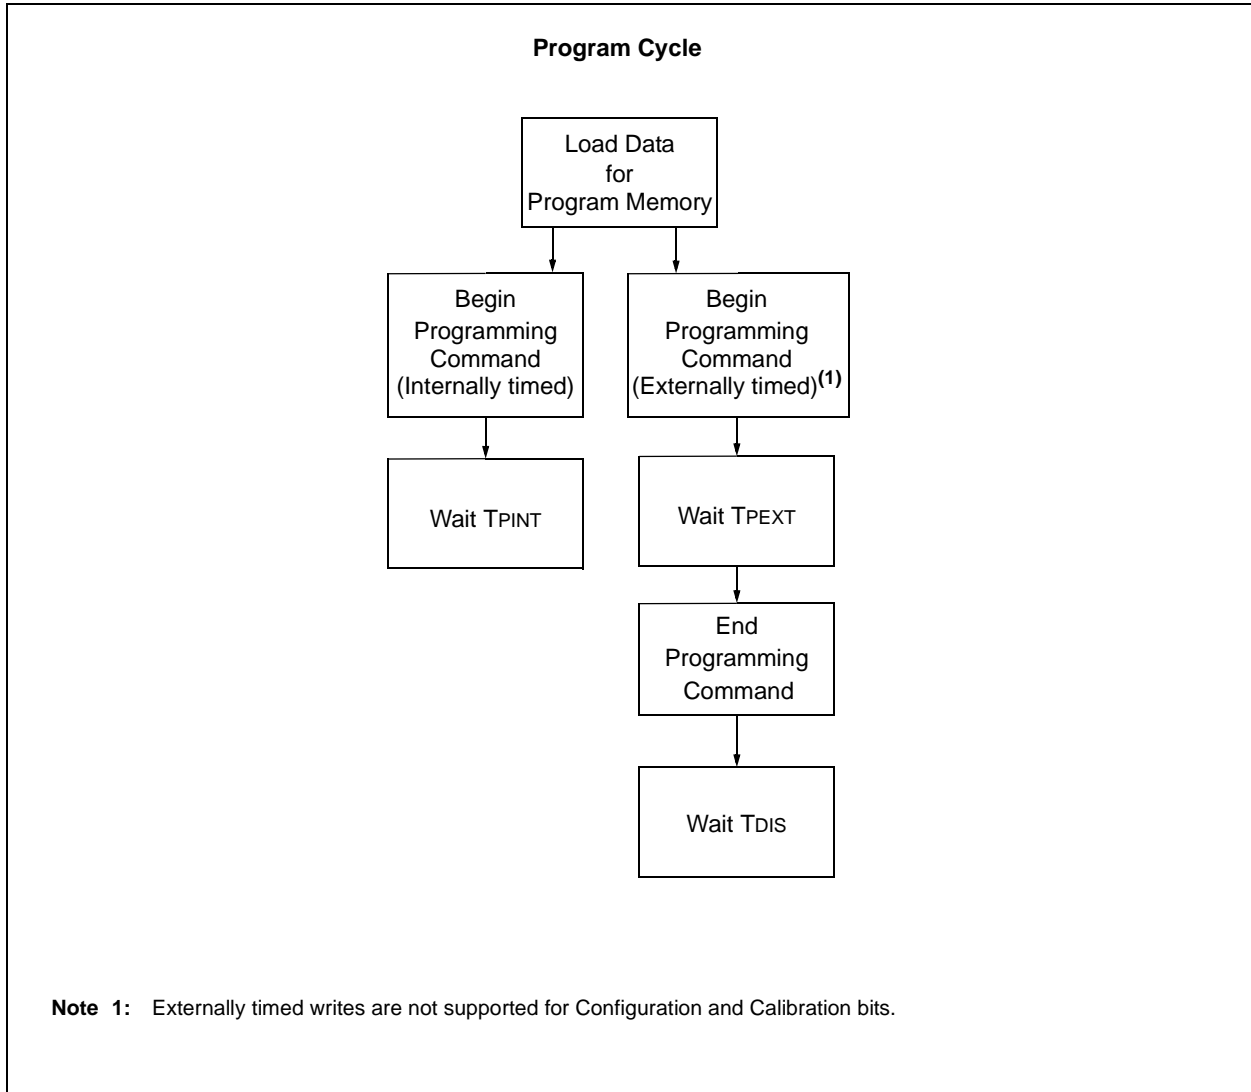 Program Cycle
Load Data
for
Program Memory
Begin
Programming
Command
(Internally timed)
Begin
Programming
Command
(Externally timed)(1)
Wait TPINT
Wait TPEXT
End
Programming
Command
Wait TDIS
Note 1: Externally timed writes are not supported for Configuration and Calibration bits.